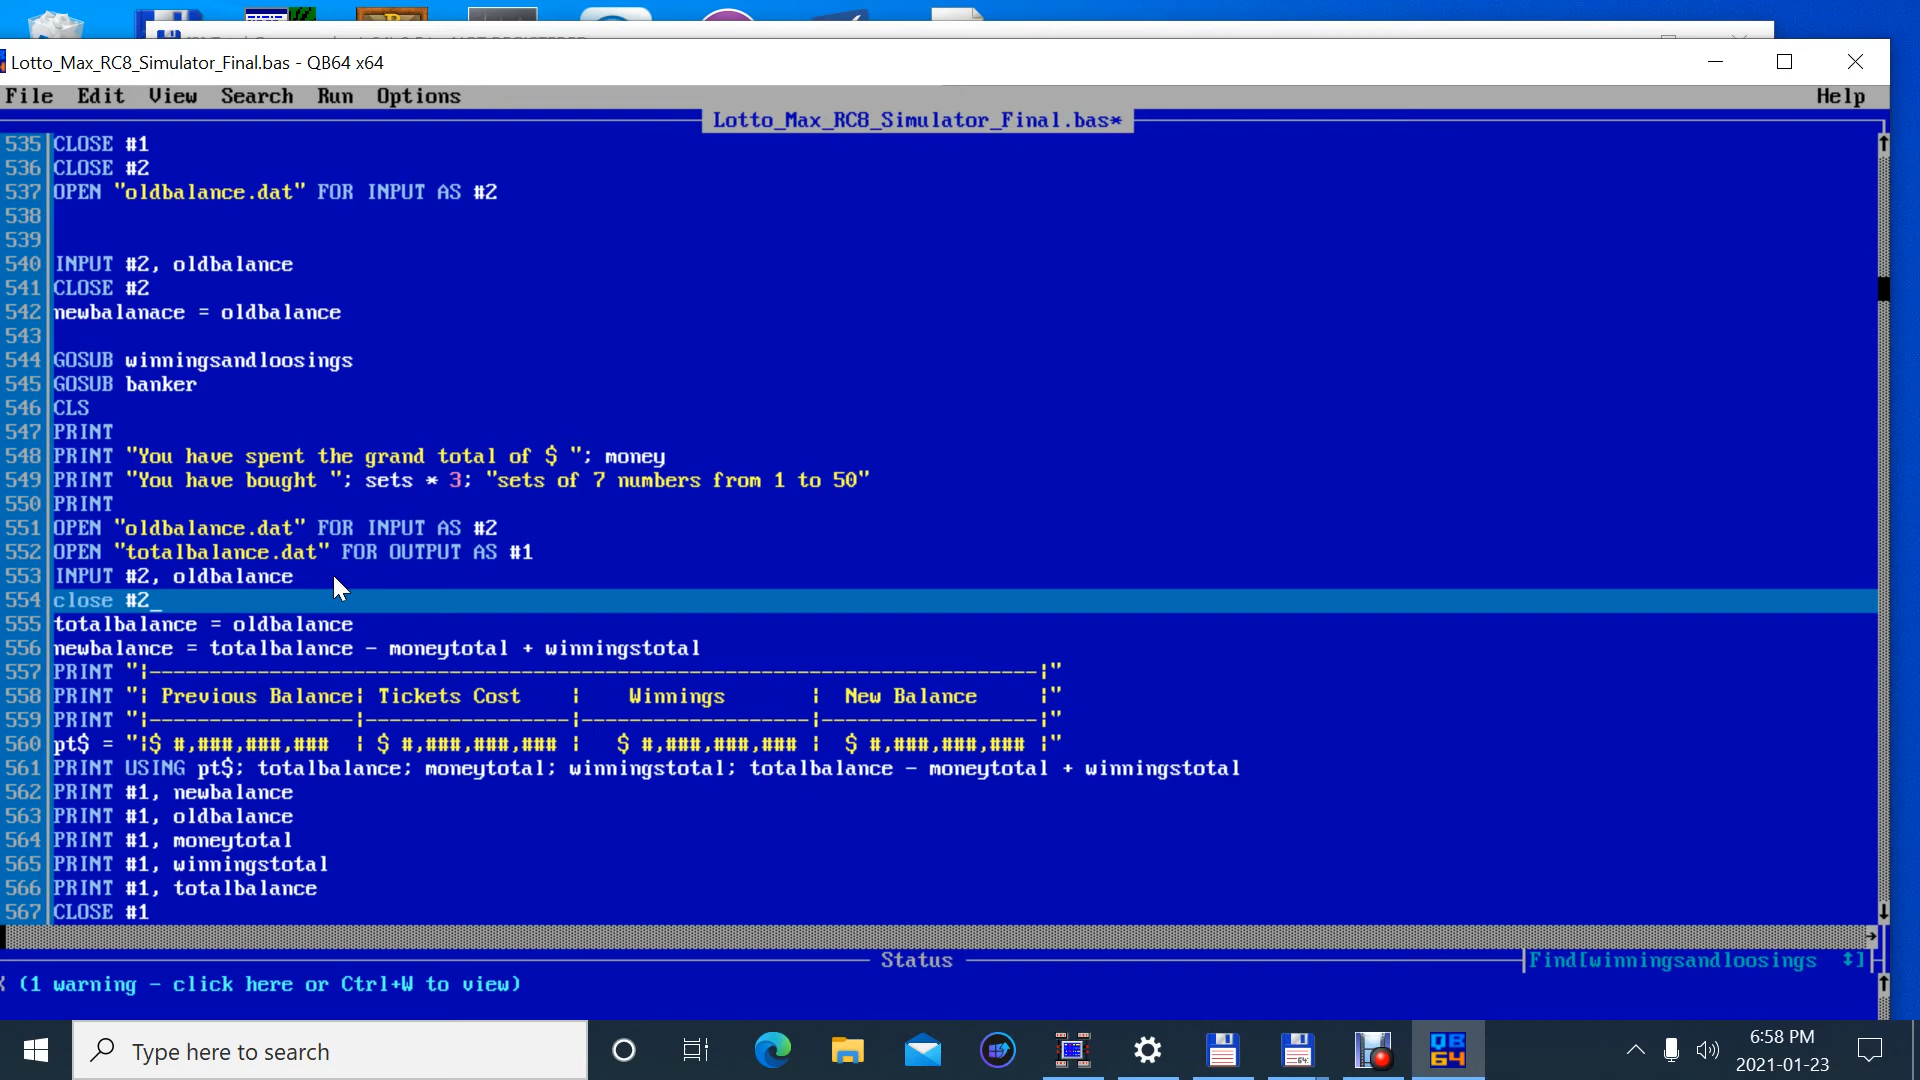 Lotto_Max_RC8_Simulator_Final.bas - QB64 x64
File Edit View Search Run Options Help
Lotto_Max_RC8_Simulator_Final.bas*
535 CLOSE #1
536 CLOSE #2
537 OPEN "oldbalance.dat" FOR INPUT AS #2
538
539
540 INPUT #2, oldbalance
541 CLOSE #2
542 newbalanace = oldbalance
543
544 GOSUB winningsandloosings
545 GOSUB banker
546 CLS
547 PRINT
548 PRINT "You have spent the grand total of $ "; money
549 PRINT "You have bought "; sets * 3; "sets of 7 numbers from 1 to 50"
550 PRINT
551 OPEN "oldbalance.dat" FOR INPUT AS #2
552 OPEN "totalbalance.dat" FOR OUTPUT AS #1
553 INPUT #2, oldbalance
554 close #2_
555 totalbalance = oldbalance
556 newbalance = totalbalance - moneytotal + winningstotal
557 PRINT "|--------------------------------------------------------------------------|"
558 PRINT "| Previous Balance| Tickets Cost    |    Winnings       |  New Balance     |"
559 PRINT "|-----------------|-----------------|-------------------|------------------|"
560 pt$ = "|$ #,###,###,###  | $ #,###,###,### |   $ #,###,###,### |  $ #,###,###,### |"
561 PRINT USING pt$; totalbalance; moneytotal; winningstotal; totalbalance - moneytotal + winningstotal
562 PRINT #1, newbalance
563 PRINT #1, oldbalance
564 PRINT #1, moneytotal
565 PRINT #1, winningstotal
566 PRINT #1, totalbalance
567 CLOSE #1
Status
Find[winningsandloosings ↕]
(1 warning - click here or Ctrl+W to view)
Type here to search
QB
64
6:58 PM
2021-01-23